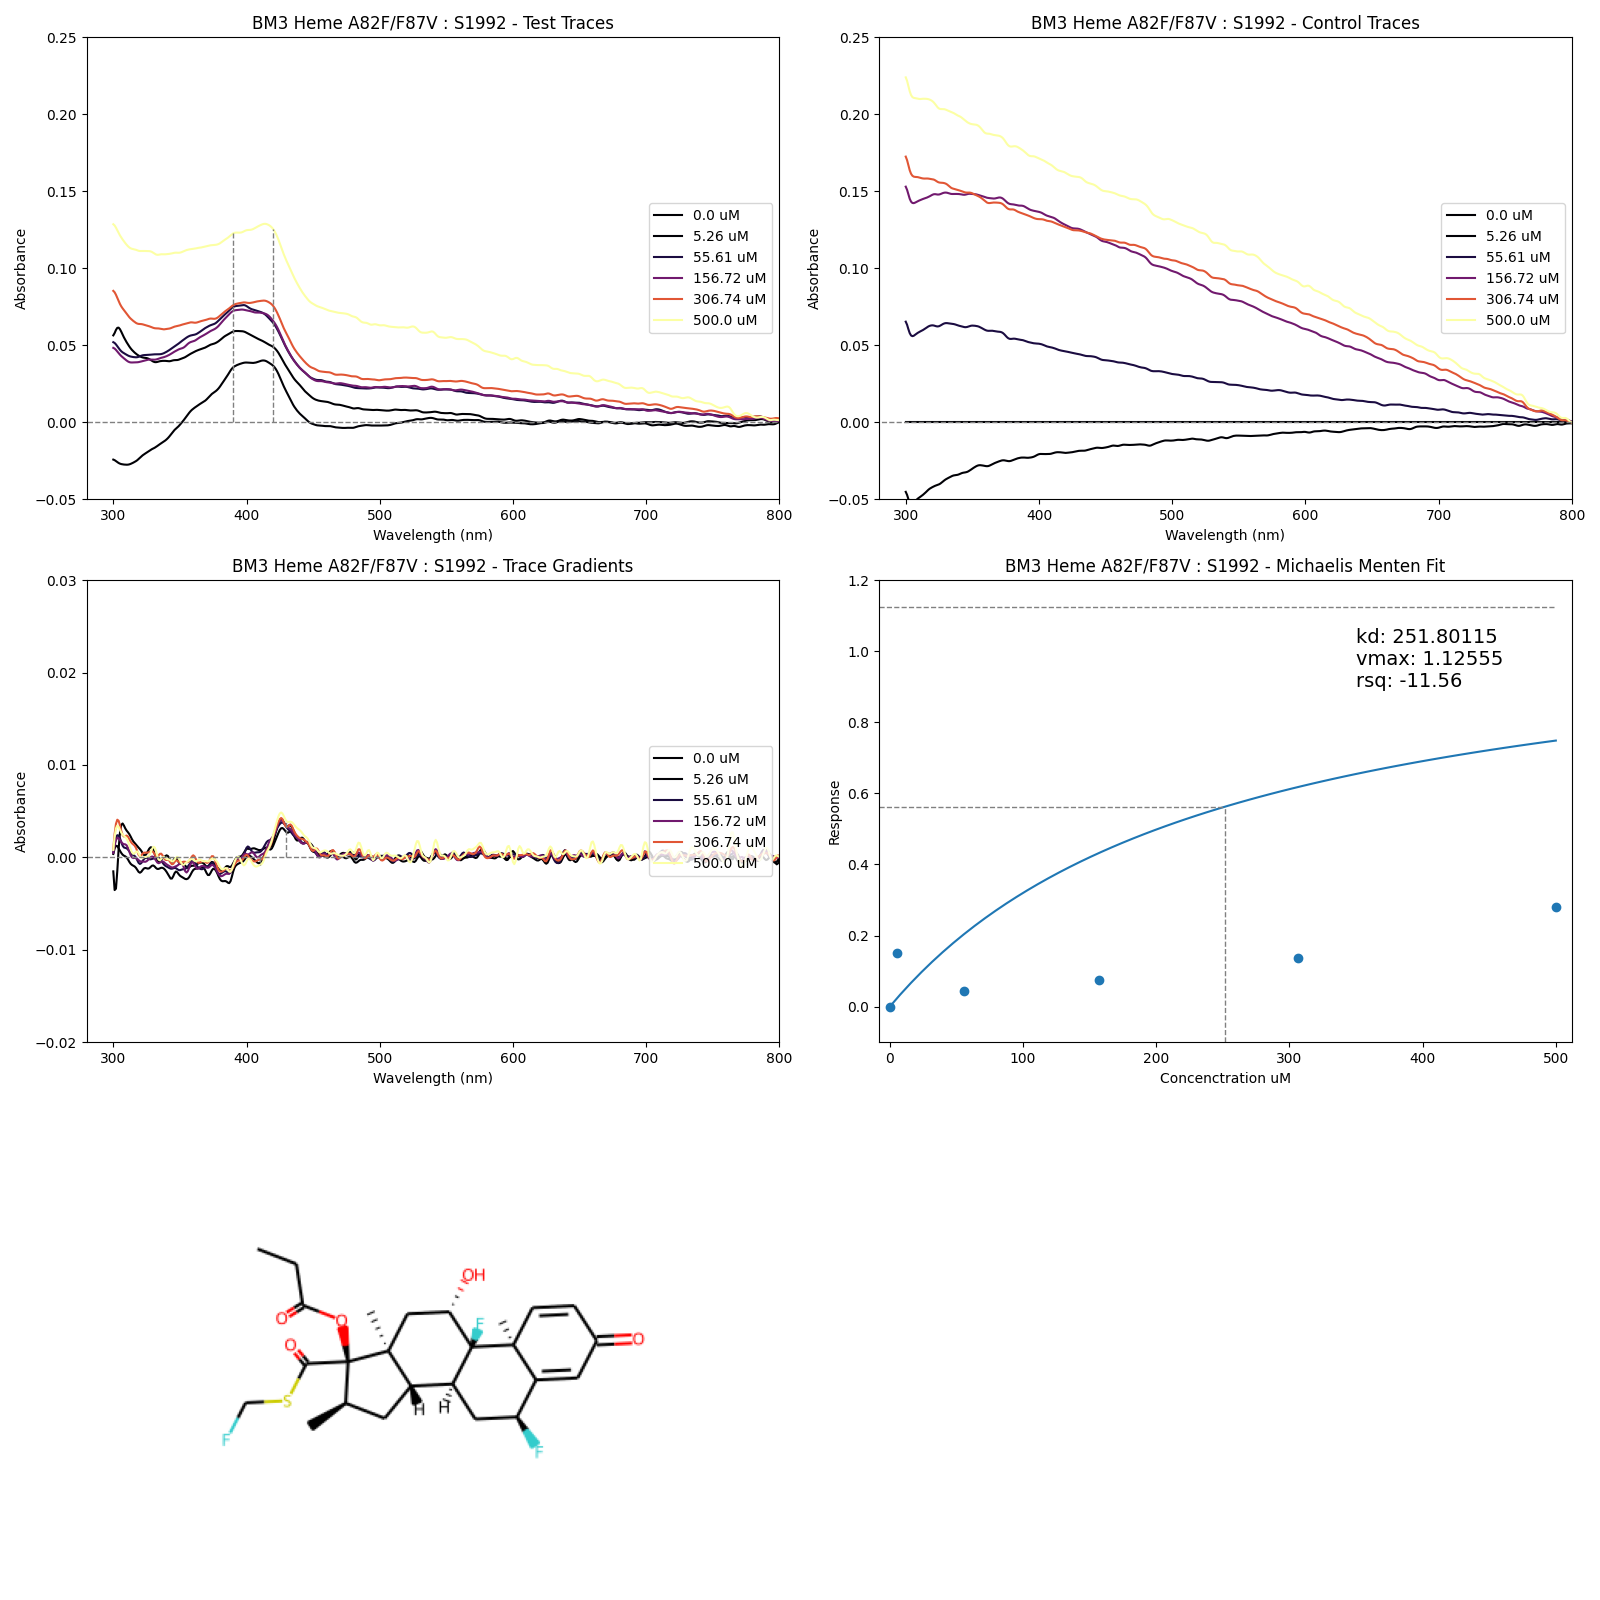 BM3 Heme A82F/F87V : S1992 - Test Traces
0.25
0.20
0.15
0.10
0.05
0.00
−0.05
Absorbance
0.0 uM
5.26 uM
55.61 uM
156.72 uM
306.74 uM
500.0 uM
300 400 500 600 700 800
Wavelength (nm)
BM3 Heme A82F/F87V : S1992 - Control Traces
0.25
0.20
0.15
0.10
0.05
0.00
−0.05
Absorbance
0.0 uM
5.26 uM
55.61 uM
156.72 uM
306.74 uM
500.0 uM
300 400 500 600 700 800
Wavelength (nm)
BM3 Heme A82F/F87V : S1992 - Trace Gradients
0.03
0.02
0.01
0.00
−0.01
−0.02
Absorbance
0.0 uM
5.26 uM
55.61 uM
156.72 uM
306.74 uM
500.0 uM
300 400 500 600 700 800
Wavelength (nm)
BM3 Heme A82F/F87V : S1992 - Michaelis Menten Fit
1.2
1.0
0.8
0.6
0.4
0.2
0.0
Response
kd: 251.80115
vmax: 1.12555
rsq: -11.56
0 100 200 300 400 500
Concenctration uM
OH
O
O
F
O
O
S
H
H
F
F